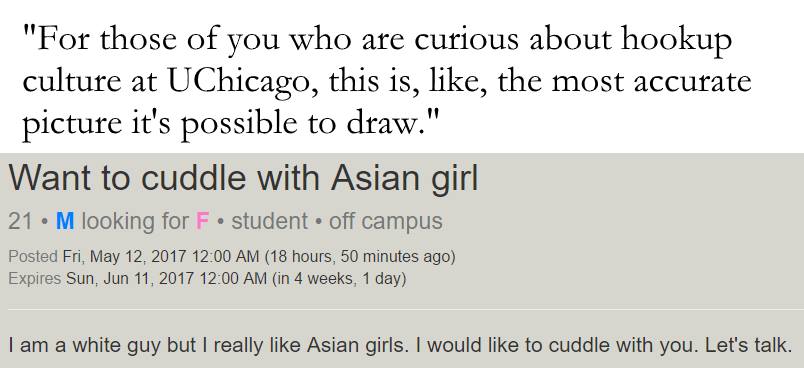 "For those of you who are curious about hookup
culture at UChicago, this is, like, the most accurate
picture it's possible to draw."
Want to cuddle with Asian girl
21 • M looking for F • student • off campus
Posted Fri, May 12, 2017 12:00 AM (18 hours, 50 minutes ago)
Expires Sun, Jun 11, 2017 12:00 AM (in 4 weeks, 1 day)
I am a white guy but I really like Asian girls. I would like to cuddle with you. Let's talk.